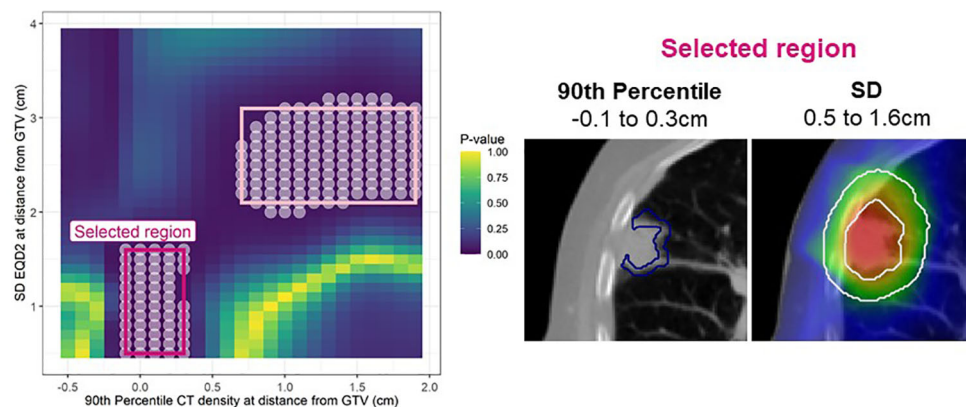 4
3
2
1
SD EOD2 at distance from GTV (cm)
Selected region
-0.5
0.0
0.5
1.0
1.5
2.0
90th Percentile CT density at distance from GTV (cm)
P-value
1.00
0.75
0.50
0.25
0.00
Selected region
90th Percentile
SD
-0.1 to 0.3cm
0.5 to 1.6cm